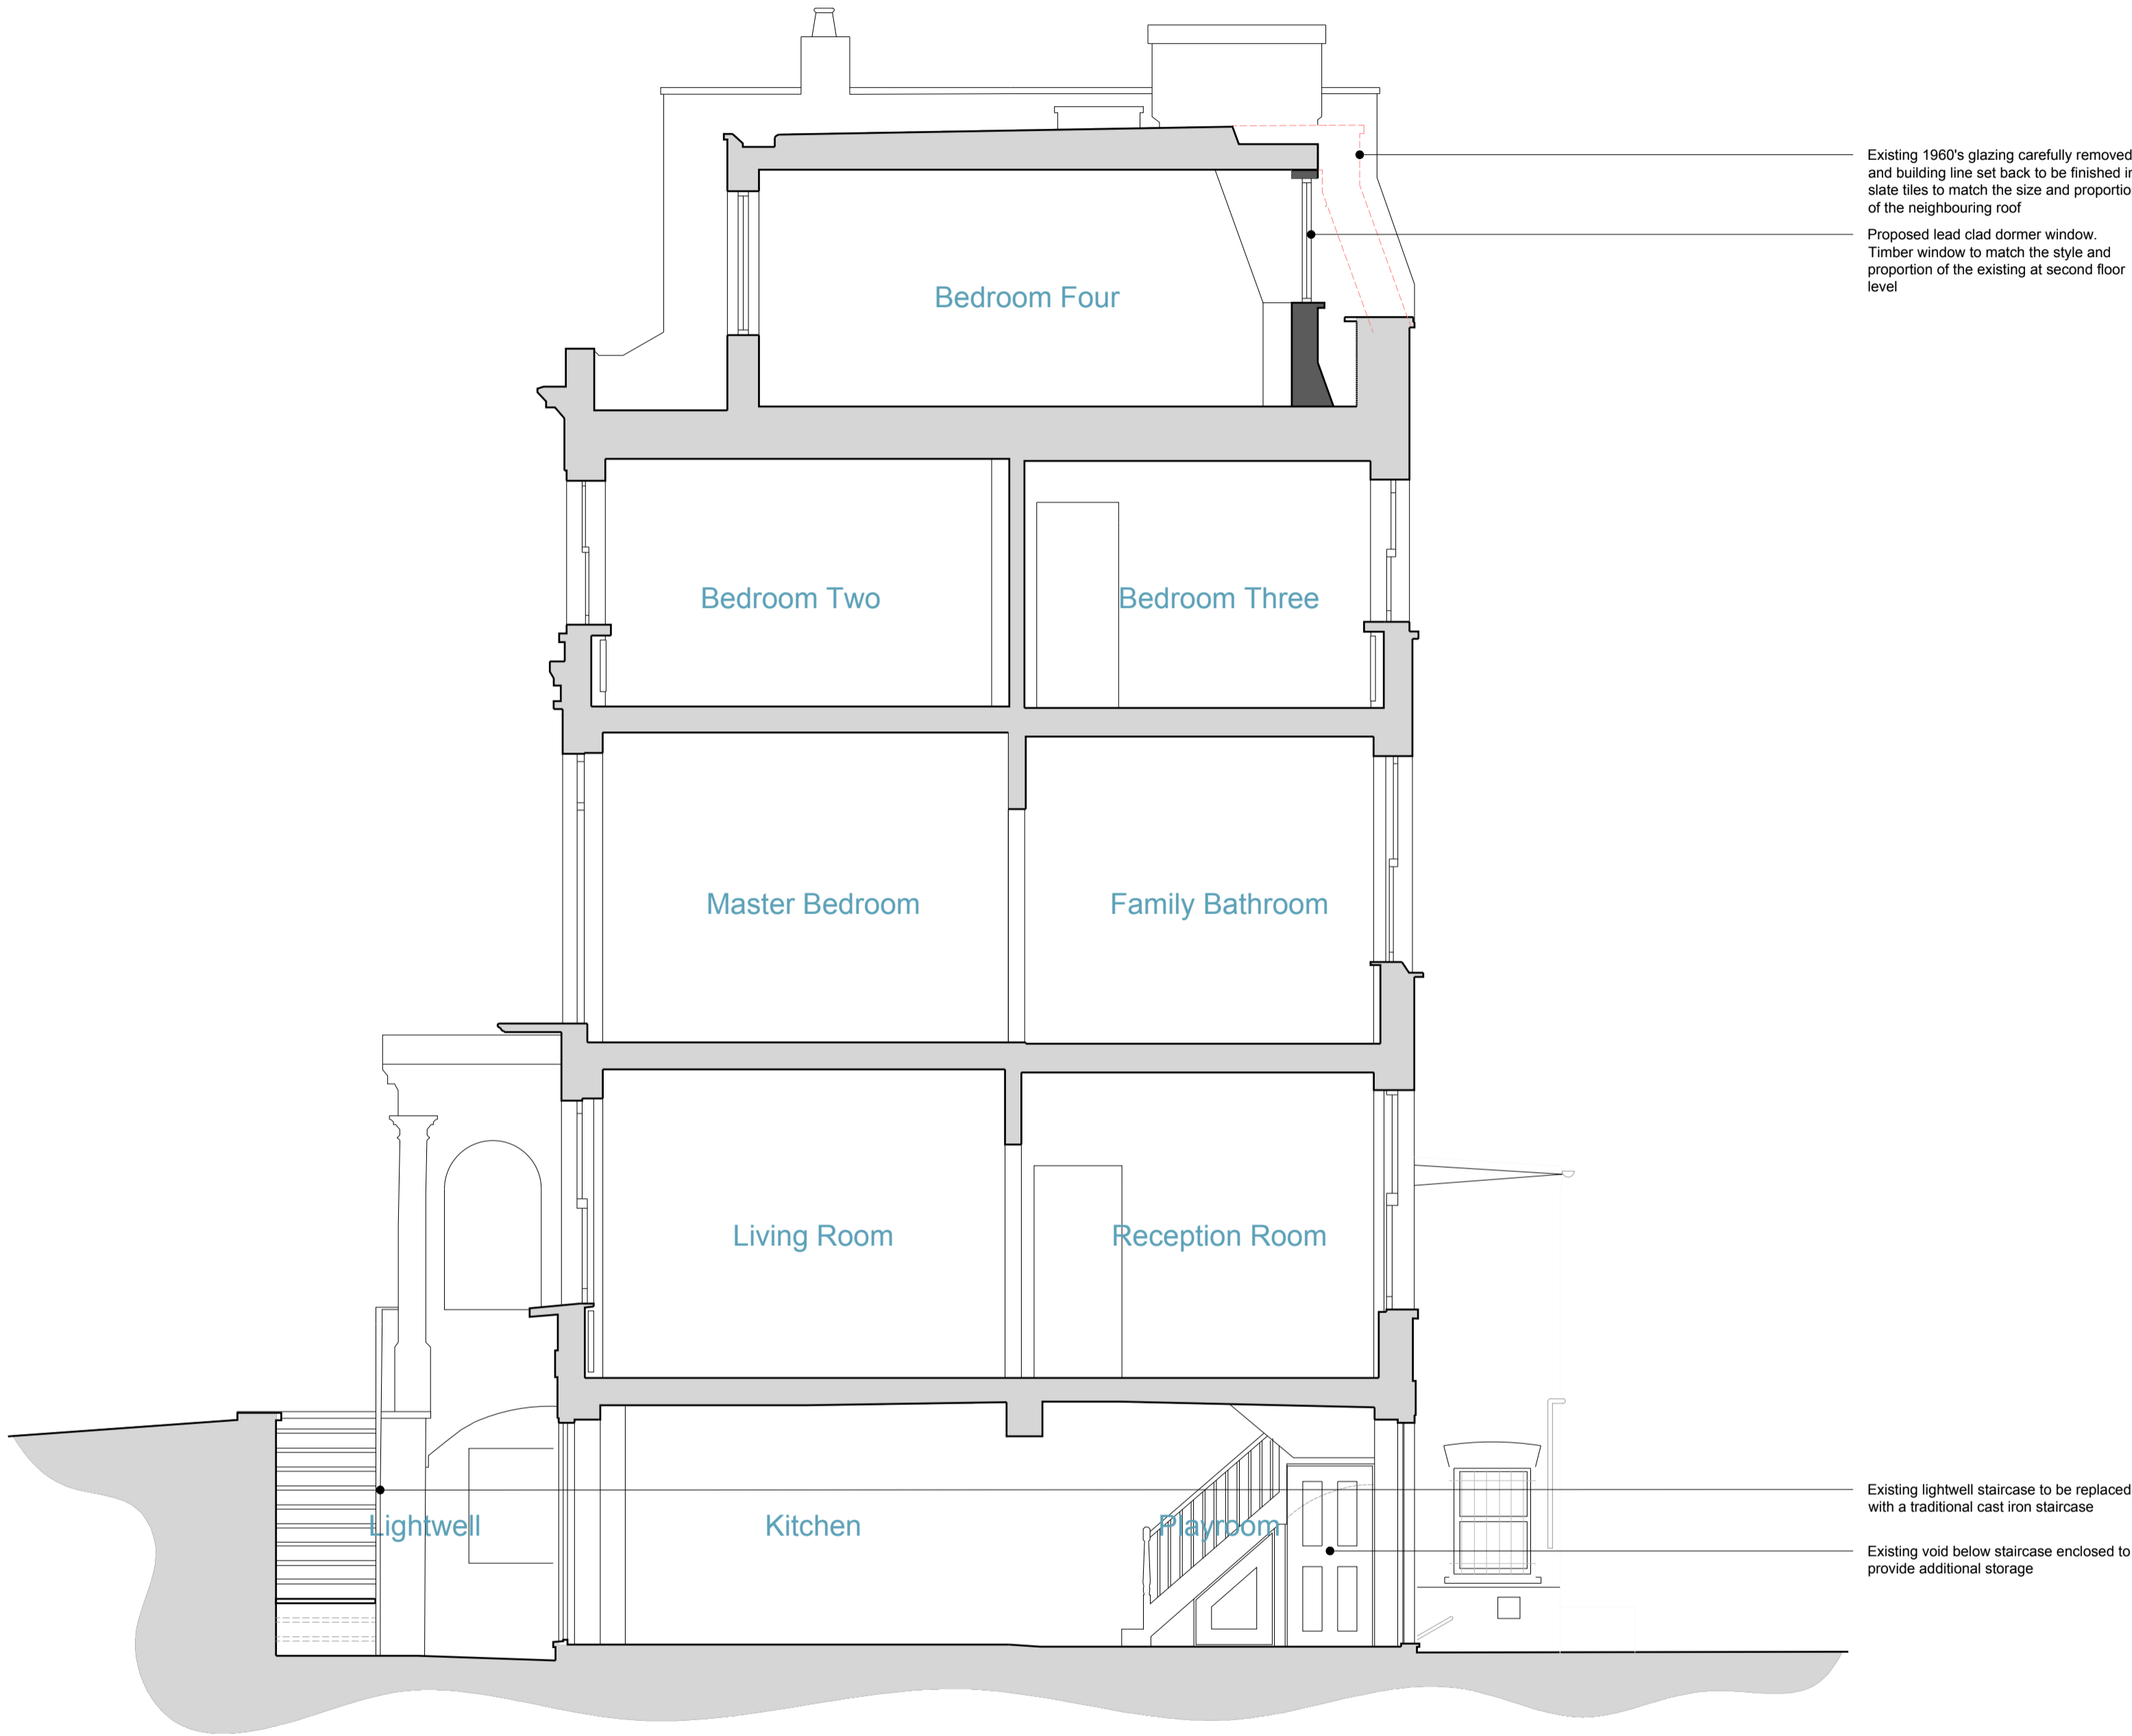 Existing 1960's glazing carefully removed
and building line set back to be finished in
slate tiles to match the size and proportio
of the neighbouring roof
Proposed lead clad dormer window.
Timber window to match the style and
proportion of the existing at second floor
level
Bedroom Four
Bedroom Two
Bedroom Three
Master Bedroom
Family Bathroom
Living Room
Reception Room
Existing lightwell staircase to be replaced
with a traditional cast iron staircase
Lightwell
Kitchen
Playroom
Existing void below staircase enclosed to
provide additional storage